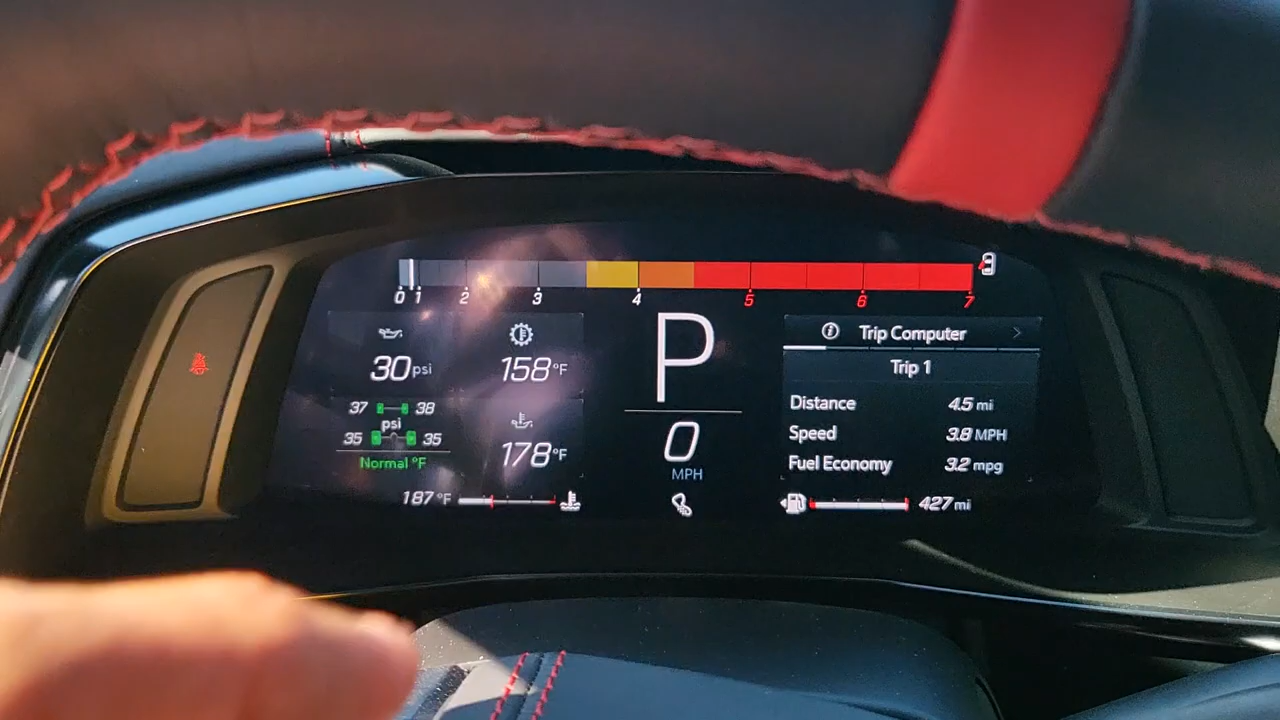 0 1 2 3 4 5 6 7
30 psi
158 °F
37 38
psi
35 35
Normal °F
178 °F
187 °F
P
0
MPH
Trip Computer
Trip 1
Distance 4.5 mi
Speed 3.8 MPH
Fuel Economy 3.2 mpg
427 mi